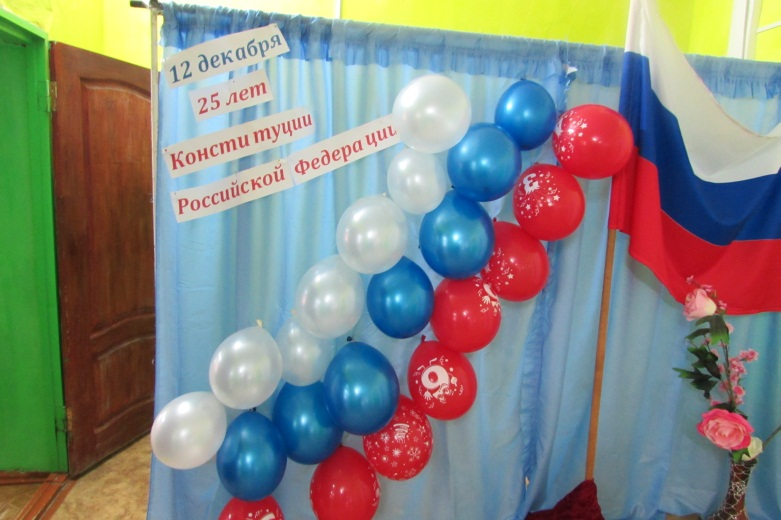 12 декабря
25 лет
Консти туции
Российской Федера ции